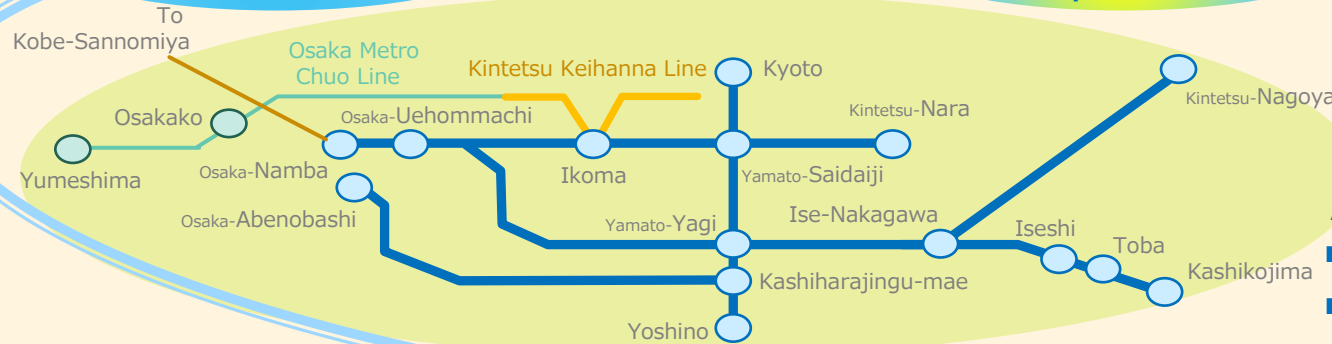 To
Kobe-Sannomiya
Osaka Metro
Chuo Line
Kintetsu Keihanna Line
Kyoto
Kintetsu-Nagoya
Osakako
Osaka-Uehommachi
Kintetsu-Nara
Yumeshima
Osaka-Namba
Ikoma
Yamato-Saidaiji
Osaka-Abenobashi
Yamato-Yagi
Ise-Nakagawa
Iseshi
Toba
Kashikojima
Kashiharajingu-mae
Yoshino